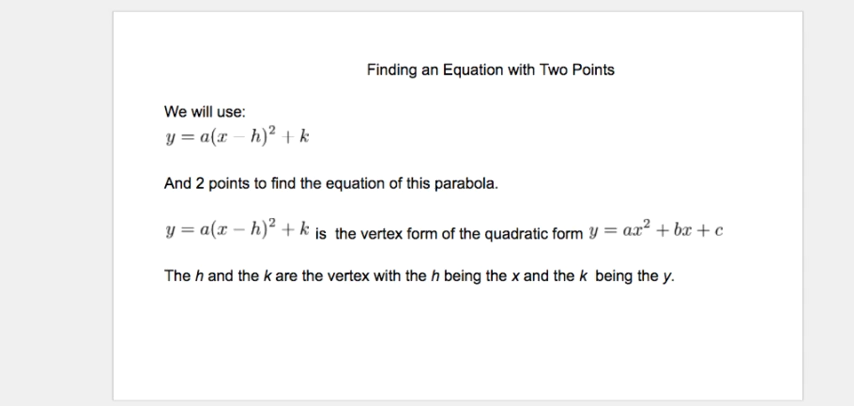 Finding an Equation with Two Points
We will use:
y = a(x − h)² + k
And 2 points to find the equation of this parabola.
y = a(x − h)² + k is the vertex form of the quadratic form y = ax² + bx + c
The h and the k are the vertex with the h being the x and the k being the y.